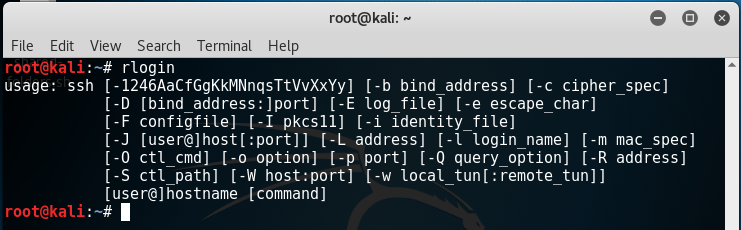 root@kali: ~
File Edit View Search Terminal Help
root@kali:~# rlogin
usage: ssh [-1246AaCfGgKkMNnqsTtVvXxYy] [-b bind_address] [-c cipher_spec]
[-D [bind_address:]port] [-E log_file] [-e escape_char]
[-F configfile] [-I pkcs11] [-i identity_file]
[-J [user@]host[:port]] [-L address] [-l login_name] [-m mac_spec]
[-O ctl_cmd] [-o option] [-p port] [-Q query_option] [-R address]
[-S ctl_path] [-W host:port] [-w local_tun[:remote_tun]]
[user@]hostname [command]
root@kali:~#